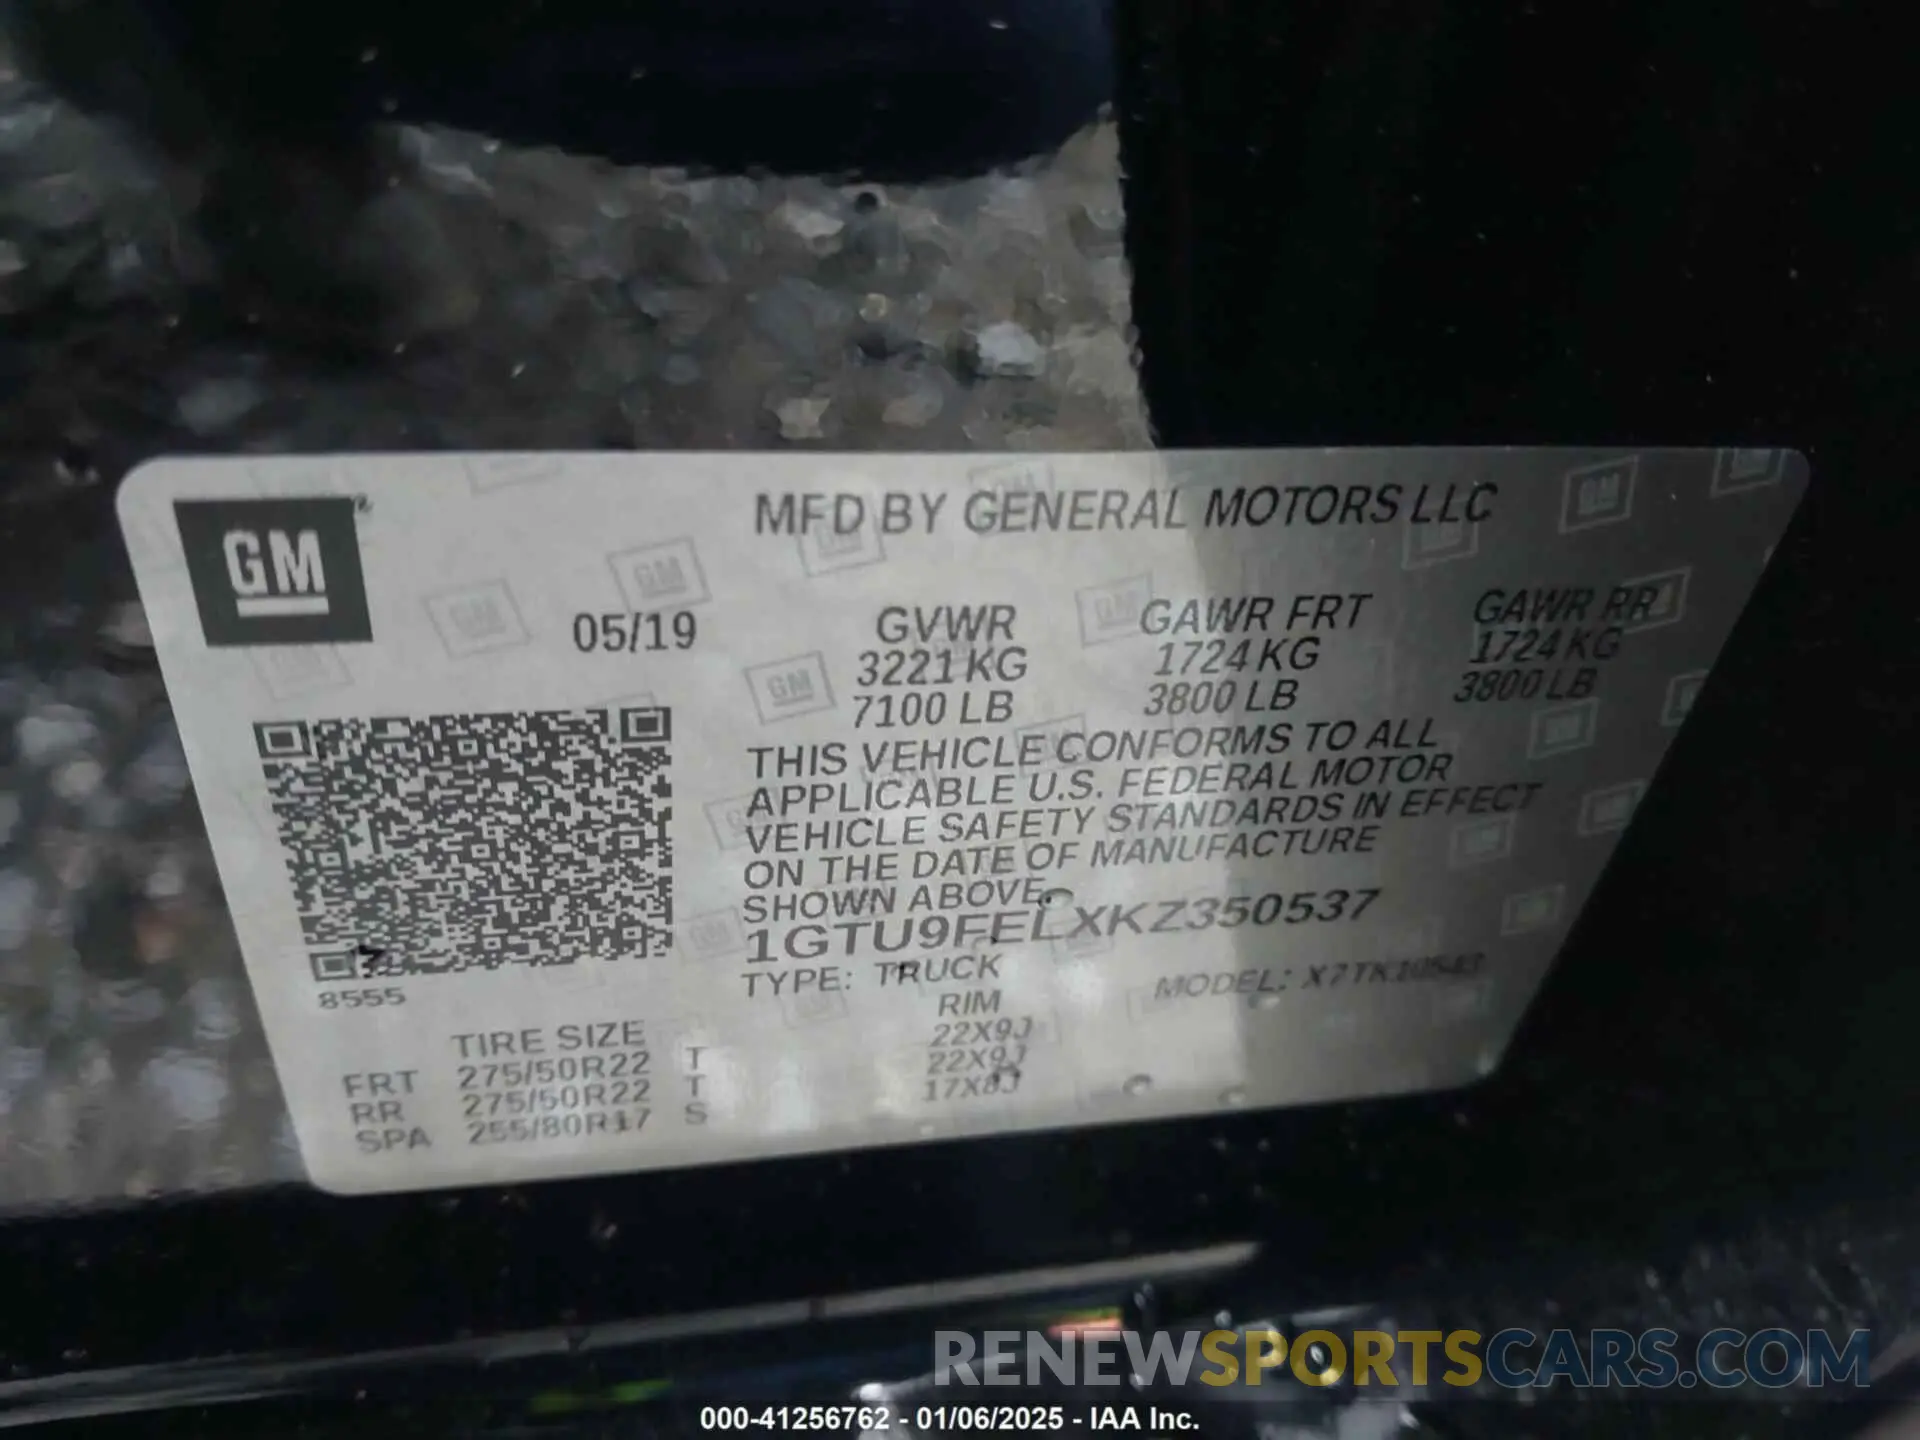 GM
MFD BY GENERAL MOTORS LLC
05/19
GVWR GAWR FRT GAWR RR
3221 KG 1724 KG 1724 KG
7100 LB 3800 LB 3800 LB
THIS VEHICLE CONFORMS TO ALL
APPLICABLE U.S. FEDERAL MOTOR
VEHICLE SAFETY STANDARDS IN EFFECT
ON THE DATE OF MANUFACTURE
SHOWN ABOVE.
1GTU9FELXKZ350537
TYPE: TRUCK MODEL: X7TK10543
8555
TIRE SIZE RIM
FRT 275/50R22 T 22X9J
RR 275/50R22 T 22X9J
SPA 255/80R17 S 17X8J
RENEWSPORTSCARS.COM
000-41256762 - 01/06/2025 - IAA Inc.